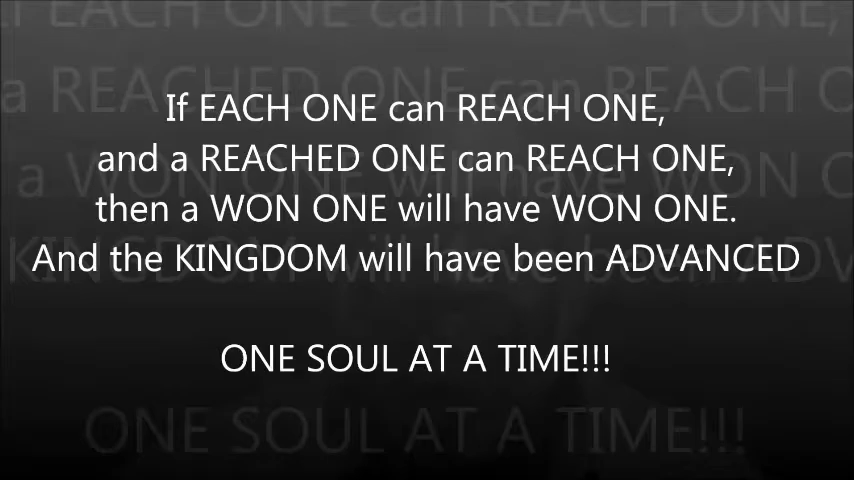 If EACH ONE can REACH ONE,
and a REACHED ONE can REACH ONE,
then a WON ONE will have WON ONE.
And the KINGDOM will have been ADVANCED
ONE SOUL AT A TIME!!!